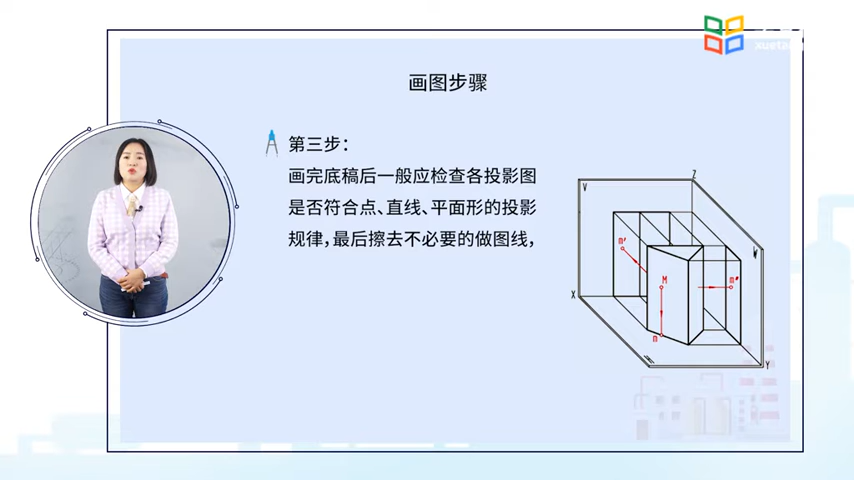 画图步骤
第三步：
画完底稿后一般应检查各投影图
是否符合点、直线、平面形的投影
规律，最后擦去不必要的做图线，
Z
V
m'
W
M
m"
X
m
Y